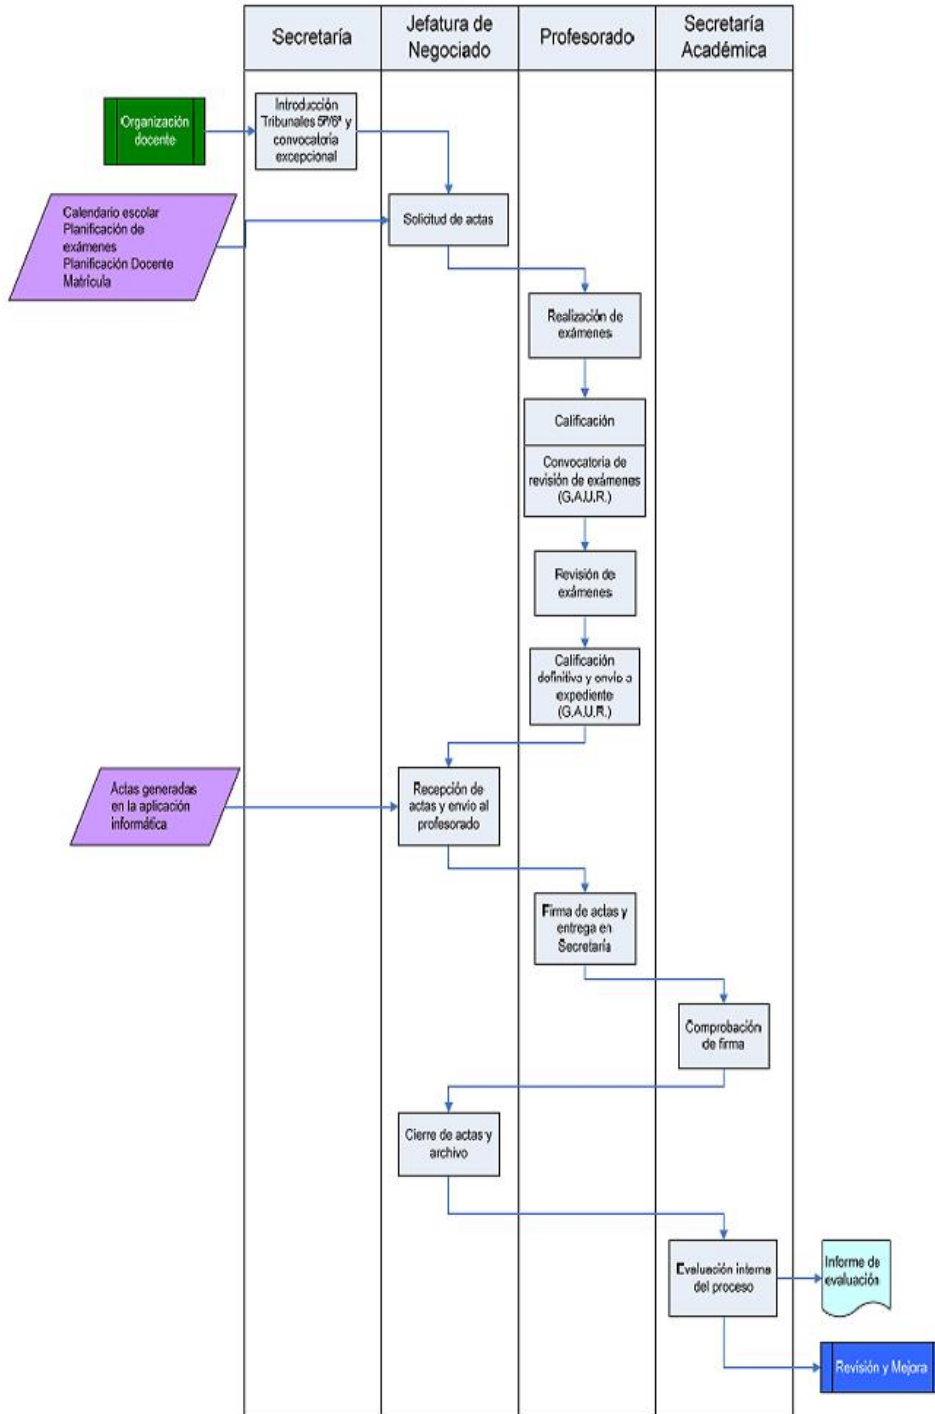 Secretaría
Jefatura de
Negociado
Profesorado
Secretaría
Académica
Organización
docente
Introducción
Tribunales 5ª/6ª y
convocatoria
excepcional
Calendario escolar
Planificación de
exámenes
Planificación Docente
Matrícula
Solicitud de actas
Realización de
exámenes
Calificación
Convocatoria de
revisión de exámenes
(G.A.U.R.)
Revisión de
exámenes
Calificación
definitiva y envío a
expediente
(G.A.U.R.)
Actas generadas
en la aplicación
informática
Recepción de
actas y envío al
profesorado
Firma de actas y
entrega en
Secretaría
Comprobación
de firma
Cierre de actas y
archivo
Evaluación interna
del proceso
Informe de
evaluación
Revisión y Mejora